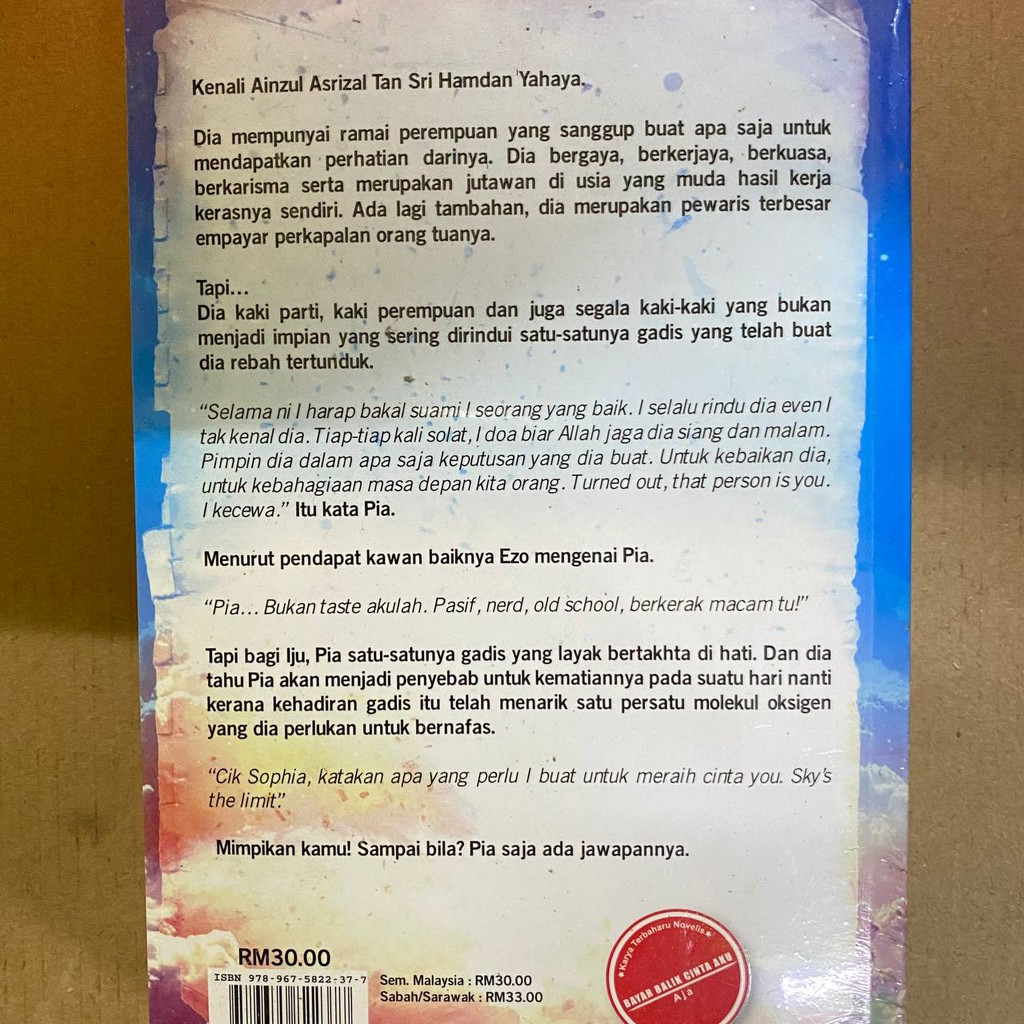 Kenali Ainzul Asrizal Tan Sri Hamdan Yahaya.
Dia mempunyai ramai perempuan yang sanggup buat apa saja untuk
mendapatkan perhatian darinya. Dia bergaya, berkerjaya, berkuasa,
berkarisma serta merupakan jutawan di usia yang muda hasil kerja
kerasnya sendiri. Ada lagi tambahan, dia merupakan pewaris terbesar
empayar perkapalan orang tuanya.
Tapi...
Dia kaki parti, kaki perempuan dan juga segala kaki-kaki yang bukan
menjadi impian yang sering dirindui satu-satunya gadis yang telah buat
dia rebah tertunduk.
“Selama ni I harap bakal suami I seorang yang baik. I selalu rindu dia even I
tak kenal dia. Tiap-tiap kali solat, I doa biar Allah jaga dia siang dan malam.
Pimpin dia dalam apa saja keputusan yang dia buat. Untuk kebaikan dia,
untuk kebahagiaan masa depan kita orang. Turned out, that person is you.
I kecewa.” Itu kata Pia.
Menurut pendapat kawan baiknya Ezo mengenai Pia.
“Pia... Bukan taste akulah. Pasif, nerd, old school, berkerak macam tu!”
Tapi bagi Iju, Pia satu-satunya gadis yang layak bertakhta di hati. Dan dia
tahu Pia akan menjadi penyebab untuk kematiannya pada suatu hari nanti
kerana kehadiran gadis itu telah menarik satu persatu molekul oksigen
yang dia perlukan untuk bernafas.
“Cik Sophia, katakan apa yang perlu I buat untuk meraih cinta you. Sky's
the limit.”
Mimpikan kamu! Sampai bila? Pia saja ada jawapannya.
RM30.00
ISBN 978-967-5822-37-7
Sem. Malaysia : RM30.00
Sabah/Sarawak : RM33.00
★Karya Terbaharu Novelis★
BAYAR BALIK CINTA AKU
Aja